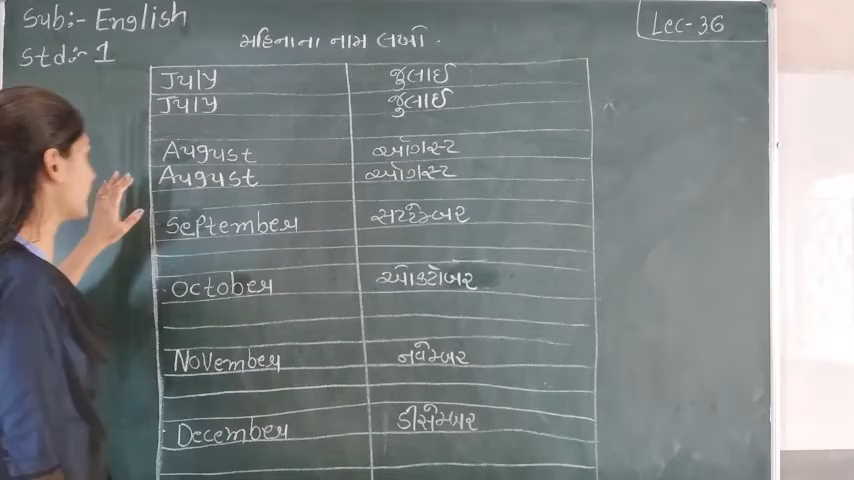 Sub:- English
Lec- 36
Std:- 1
મહિનાના નામ લખો.
July જુલાઈ
July જુલાઈ
August ઓગસ્ટ
August ઓગસ્ટ
September સપ્ટેમ્બર
October ઓક્ટોબર
November નવેમ્બર
December ડીસેમ્બર